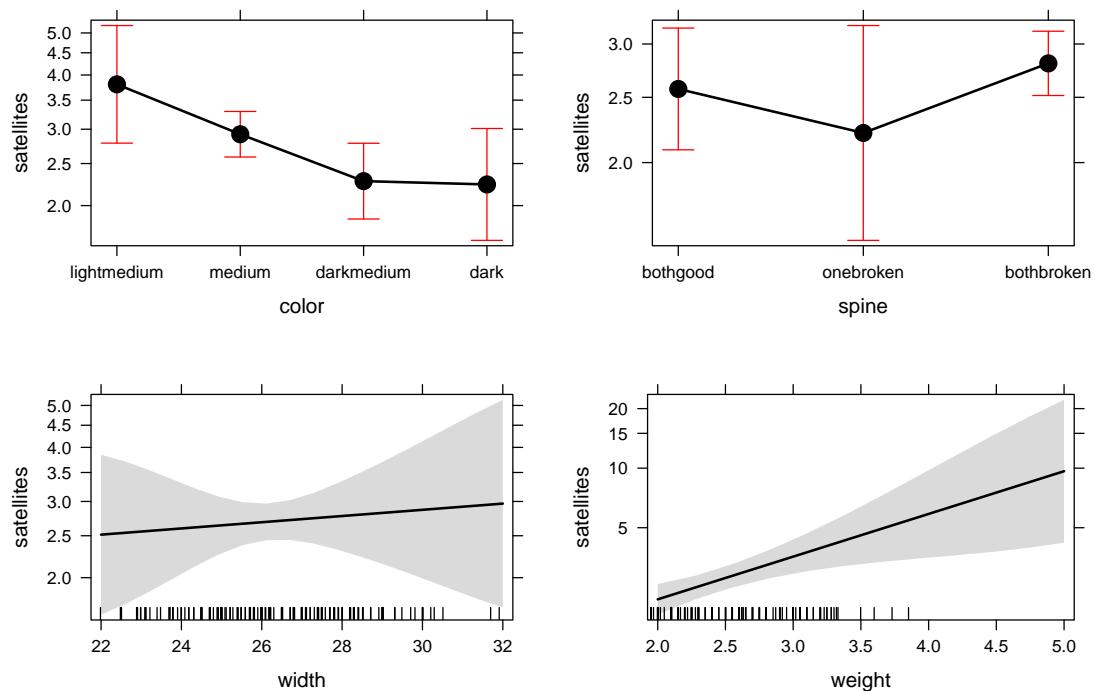 satellites
5.0
4.5
4.0
3.5
3.0
2.5
2.0
lightmedium medium darkmedium dark
color
satellites
3.0
2.5
2.0
bothgood onebroken bothbroken
spine
satellites
5.0
4.5
4.0
3.5
3.0
2.5
2.0
22 24 26 28 30 32
width
satellites
20
15
10
5
2.0 2.5 3.0 3.5 4.0 4.5 5.0
weight